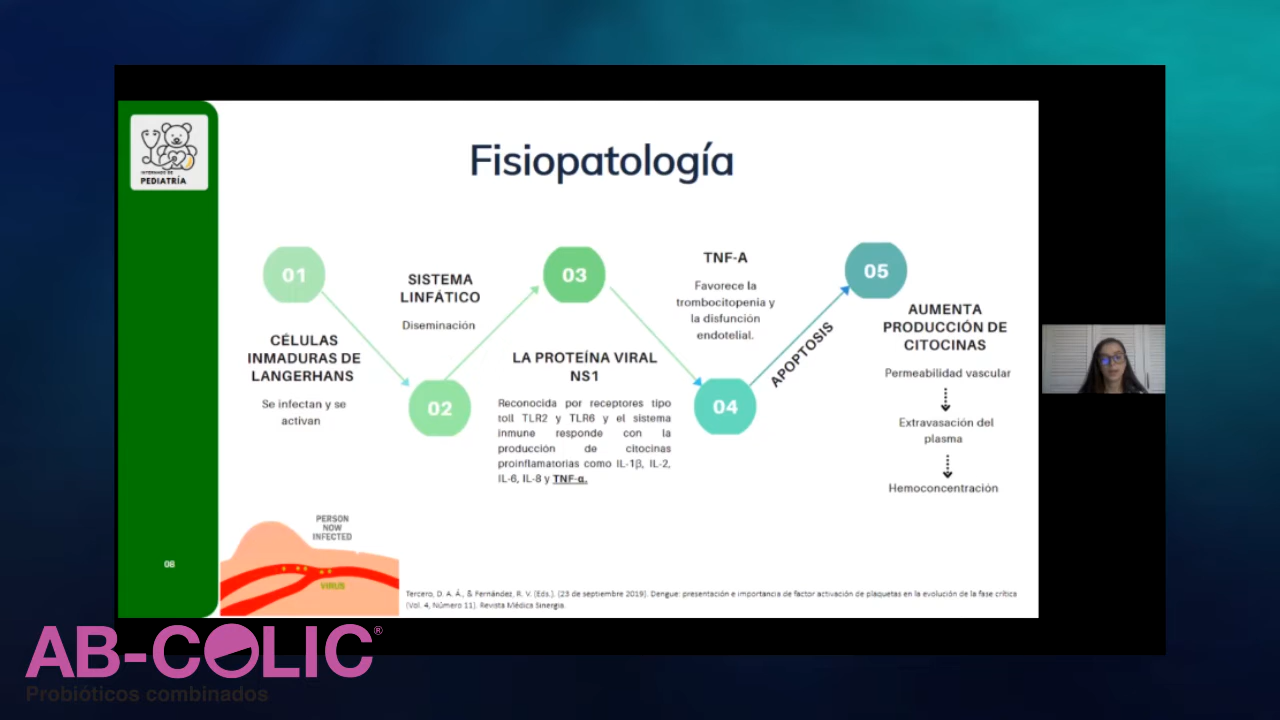 INTERNADO DE
PEDIATRÍA
Fisiopatología
01
CÉLULAS
INMADURAS DE
LANGERHANS
Se infectan y se
activan
SISTEMA
LINFÁTICO
Diseminación
02
03
LA PROTEÍNA VIRAL
NS1
Reconocida por receptores tipo
toll TLR2 y TLR6 y el sistema
inmune responde con la
producción de citocinas
proinflamatorias como IL-1β, IL-2,
IL-6, IL-8 y TNF-α.
TNF-A
Favorece la
trombocitopenia y
la disfunción
endotelial.
04
APOPTOSIS
05
AUMENTA
PRODUCCIÓN DE
CITOCINAS
Permeabilidad vascular
Extravasación del
plasma
Hemoconcentración
PERSON
NOW
INFECTED
VIRUS
08
Tercero, D. A. Á., & Fernández, R. V. (Eds.). (23 de septiembre 2019). Dengue: presentación e importancia de factor activación de plaquetas en la evolución de la fase crítica
(Vol. 4, Número 11). Revista Médica Sinergia.
AB-COLIC®
Probióticos combinados